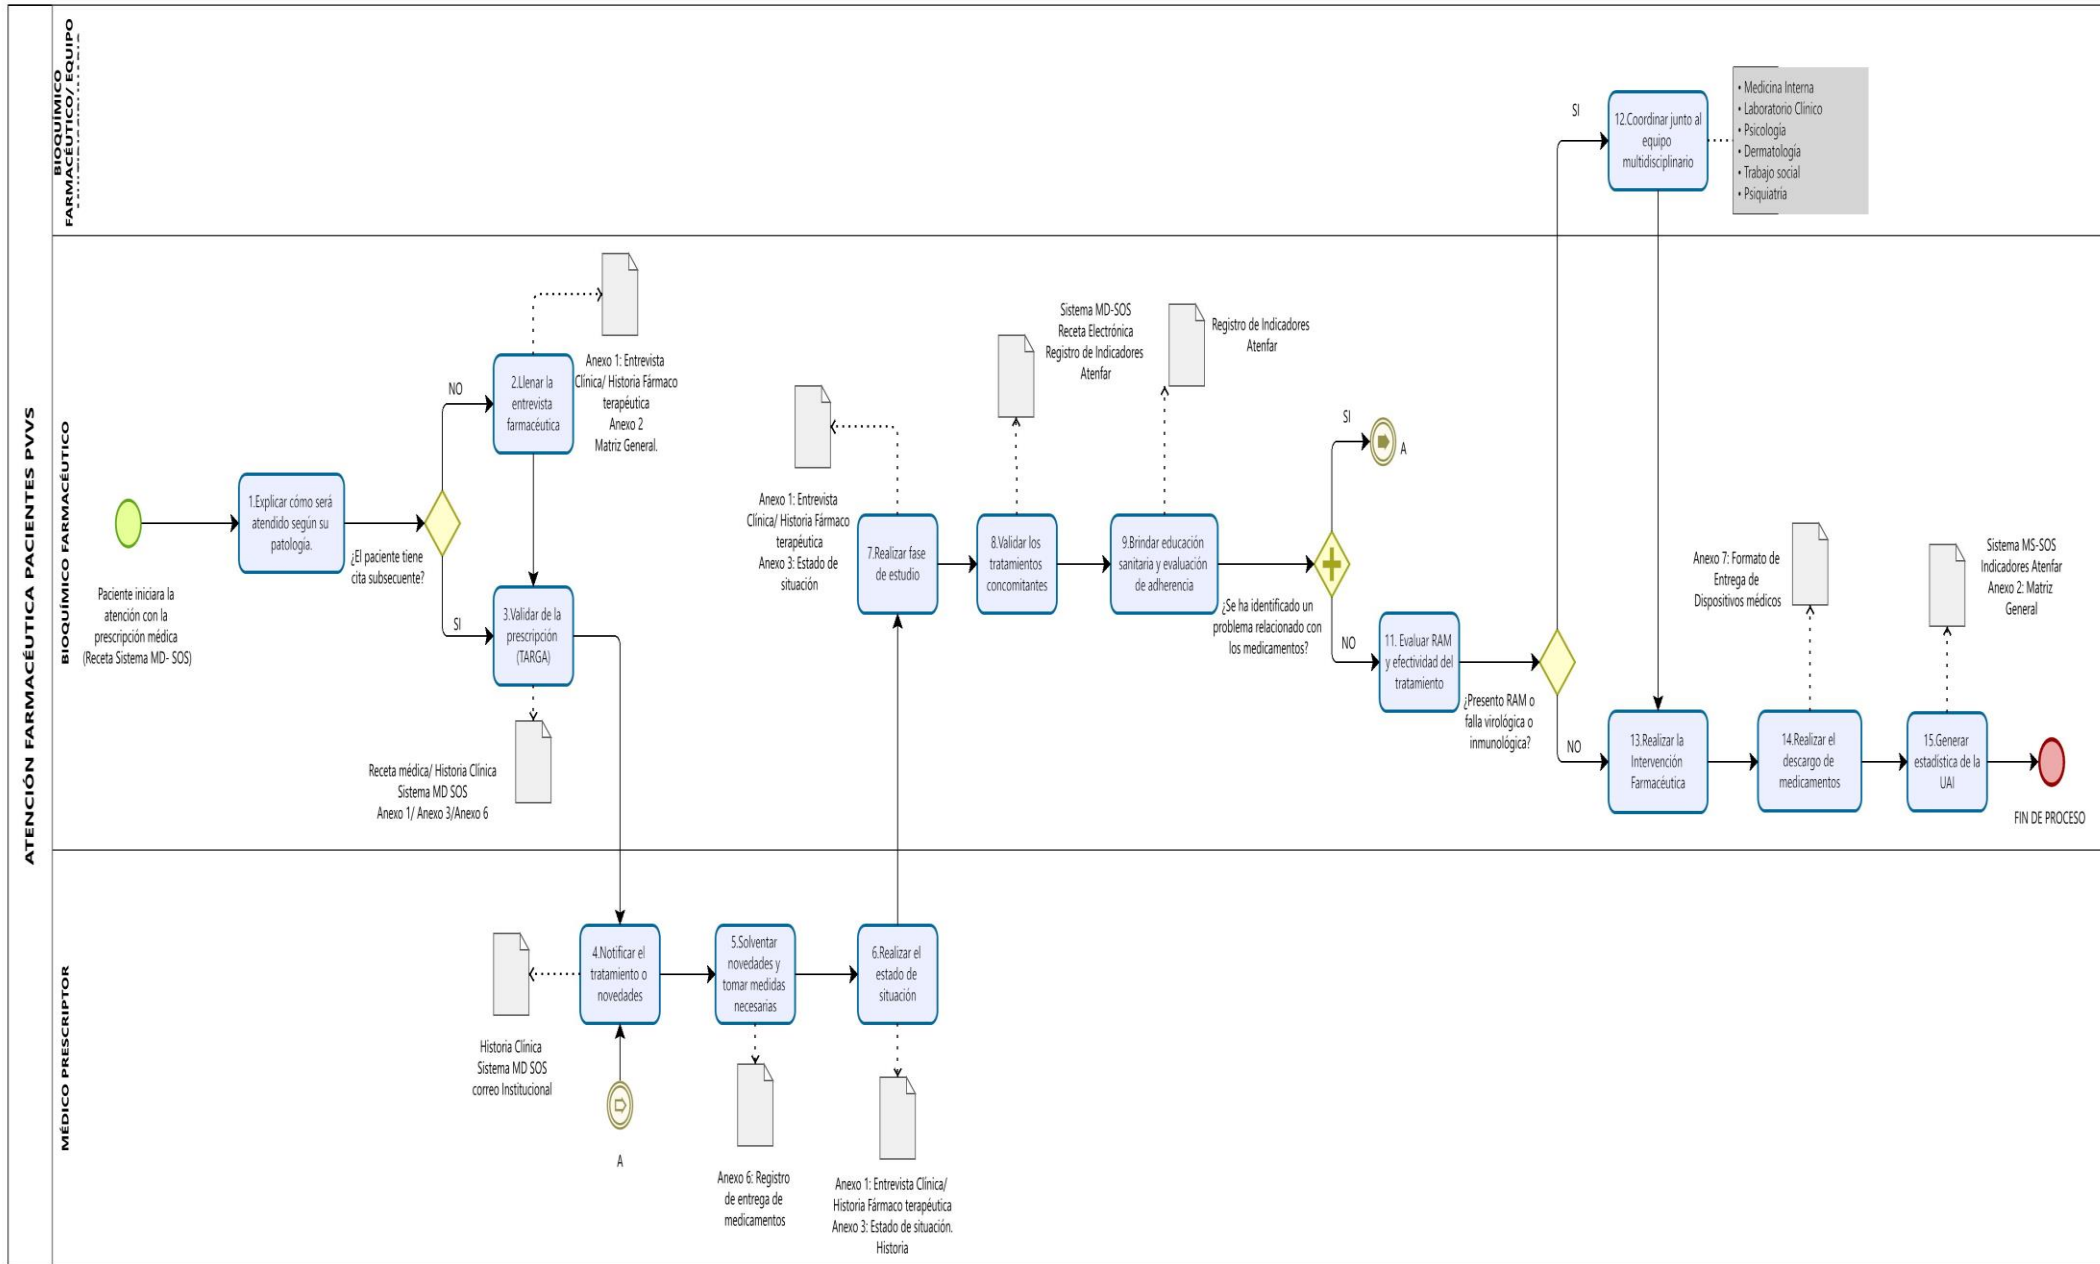 ATENCIÓN FARMACÉUTICA PACIENTES PVVS
BIOQUÍMICO
FARMACÉUTICO/ EQUIPO
SI
12.Coordinar junto al
equipo
multidisciplinario
• Medicina Interna
• Laboratorio Clínico
• Psicología
• Dermatología
• Trabajo social
• Psiquiatría
BIOQUÍMICO FARMACÉUTICO
Paciente iniciara la
atención con la
prescripción médica
(Receta Sistema MD- SOS)
1.Explicar cómo será
atendido según su
patología.
¿El paciente tiene
cita subsecuente?
NO
SI
2.Llenar la
entrevista
farmacéutica
Anexo 1: Entrevista
Clínica/ Historia Fármaco
terapéutica
Anexo 2
Matriz General.
3.Validar de la
prescripción
(TARGA)
Receta médica/ Historia Clínica
Sistema MD SOS
Anexo 1/ Anexo 3/Anexo 6
Anexo 1: Entrevista
Clínica/ Historia Fármaco
terapéutica
Anexo 3: Estado de
situación
7.Realizar fase
de estudio
Sistema MD-SOS
Receta Electrónica
Registro de Indicadores
Atenfar
8.Validar los
tratamientos
concomitantes
Registro de Indicadores
Atenfar
9.Brindar educación
sanitaria y evaluación
de adherencia
¿Se ha identificado un
problema relacionado con
los medicamentos?
SI
A
NO
11. Evaluar RAM
y efectividad del
tratamiento
¿Presento RAM o
falla virológica o
inmunológica?
NO
13.Realizar la
Intervención
Farmacéutica
Anexo 7: Formato de
Entrega de
Dispositivos médicos
14.Realizar el
descargo de
medicamentos
Sistema MS-SOS
Indicadores Atenfar
Anexo 2: Matriz
General
15.Generar
estadística de la
UAI
FIN DE PROCESO
MÉDICO PRESCRIPTOR
4.Notificar el
tratamiento o
novedades
Historia Clínica
Sistema MD SOS
correo Institucional
A
5.Solventar
novedades y
tomar medidas
necesarias
Anexo 6: Registro
de entrega de
medicamentos
6.Realizar el
estado de
situación
Anexo 1: Entrevista Clínica/
Historia Fármaco terapéutica
Anexo 3: Estado de situación.
Historia